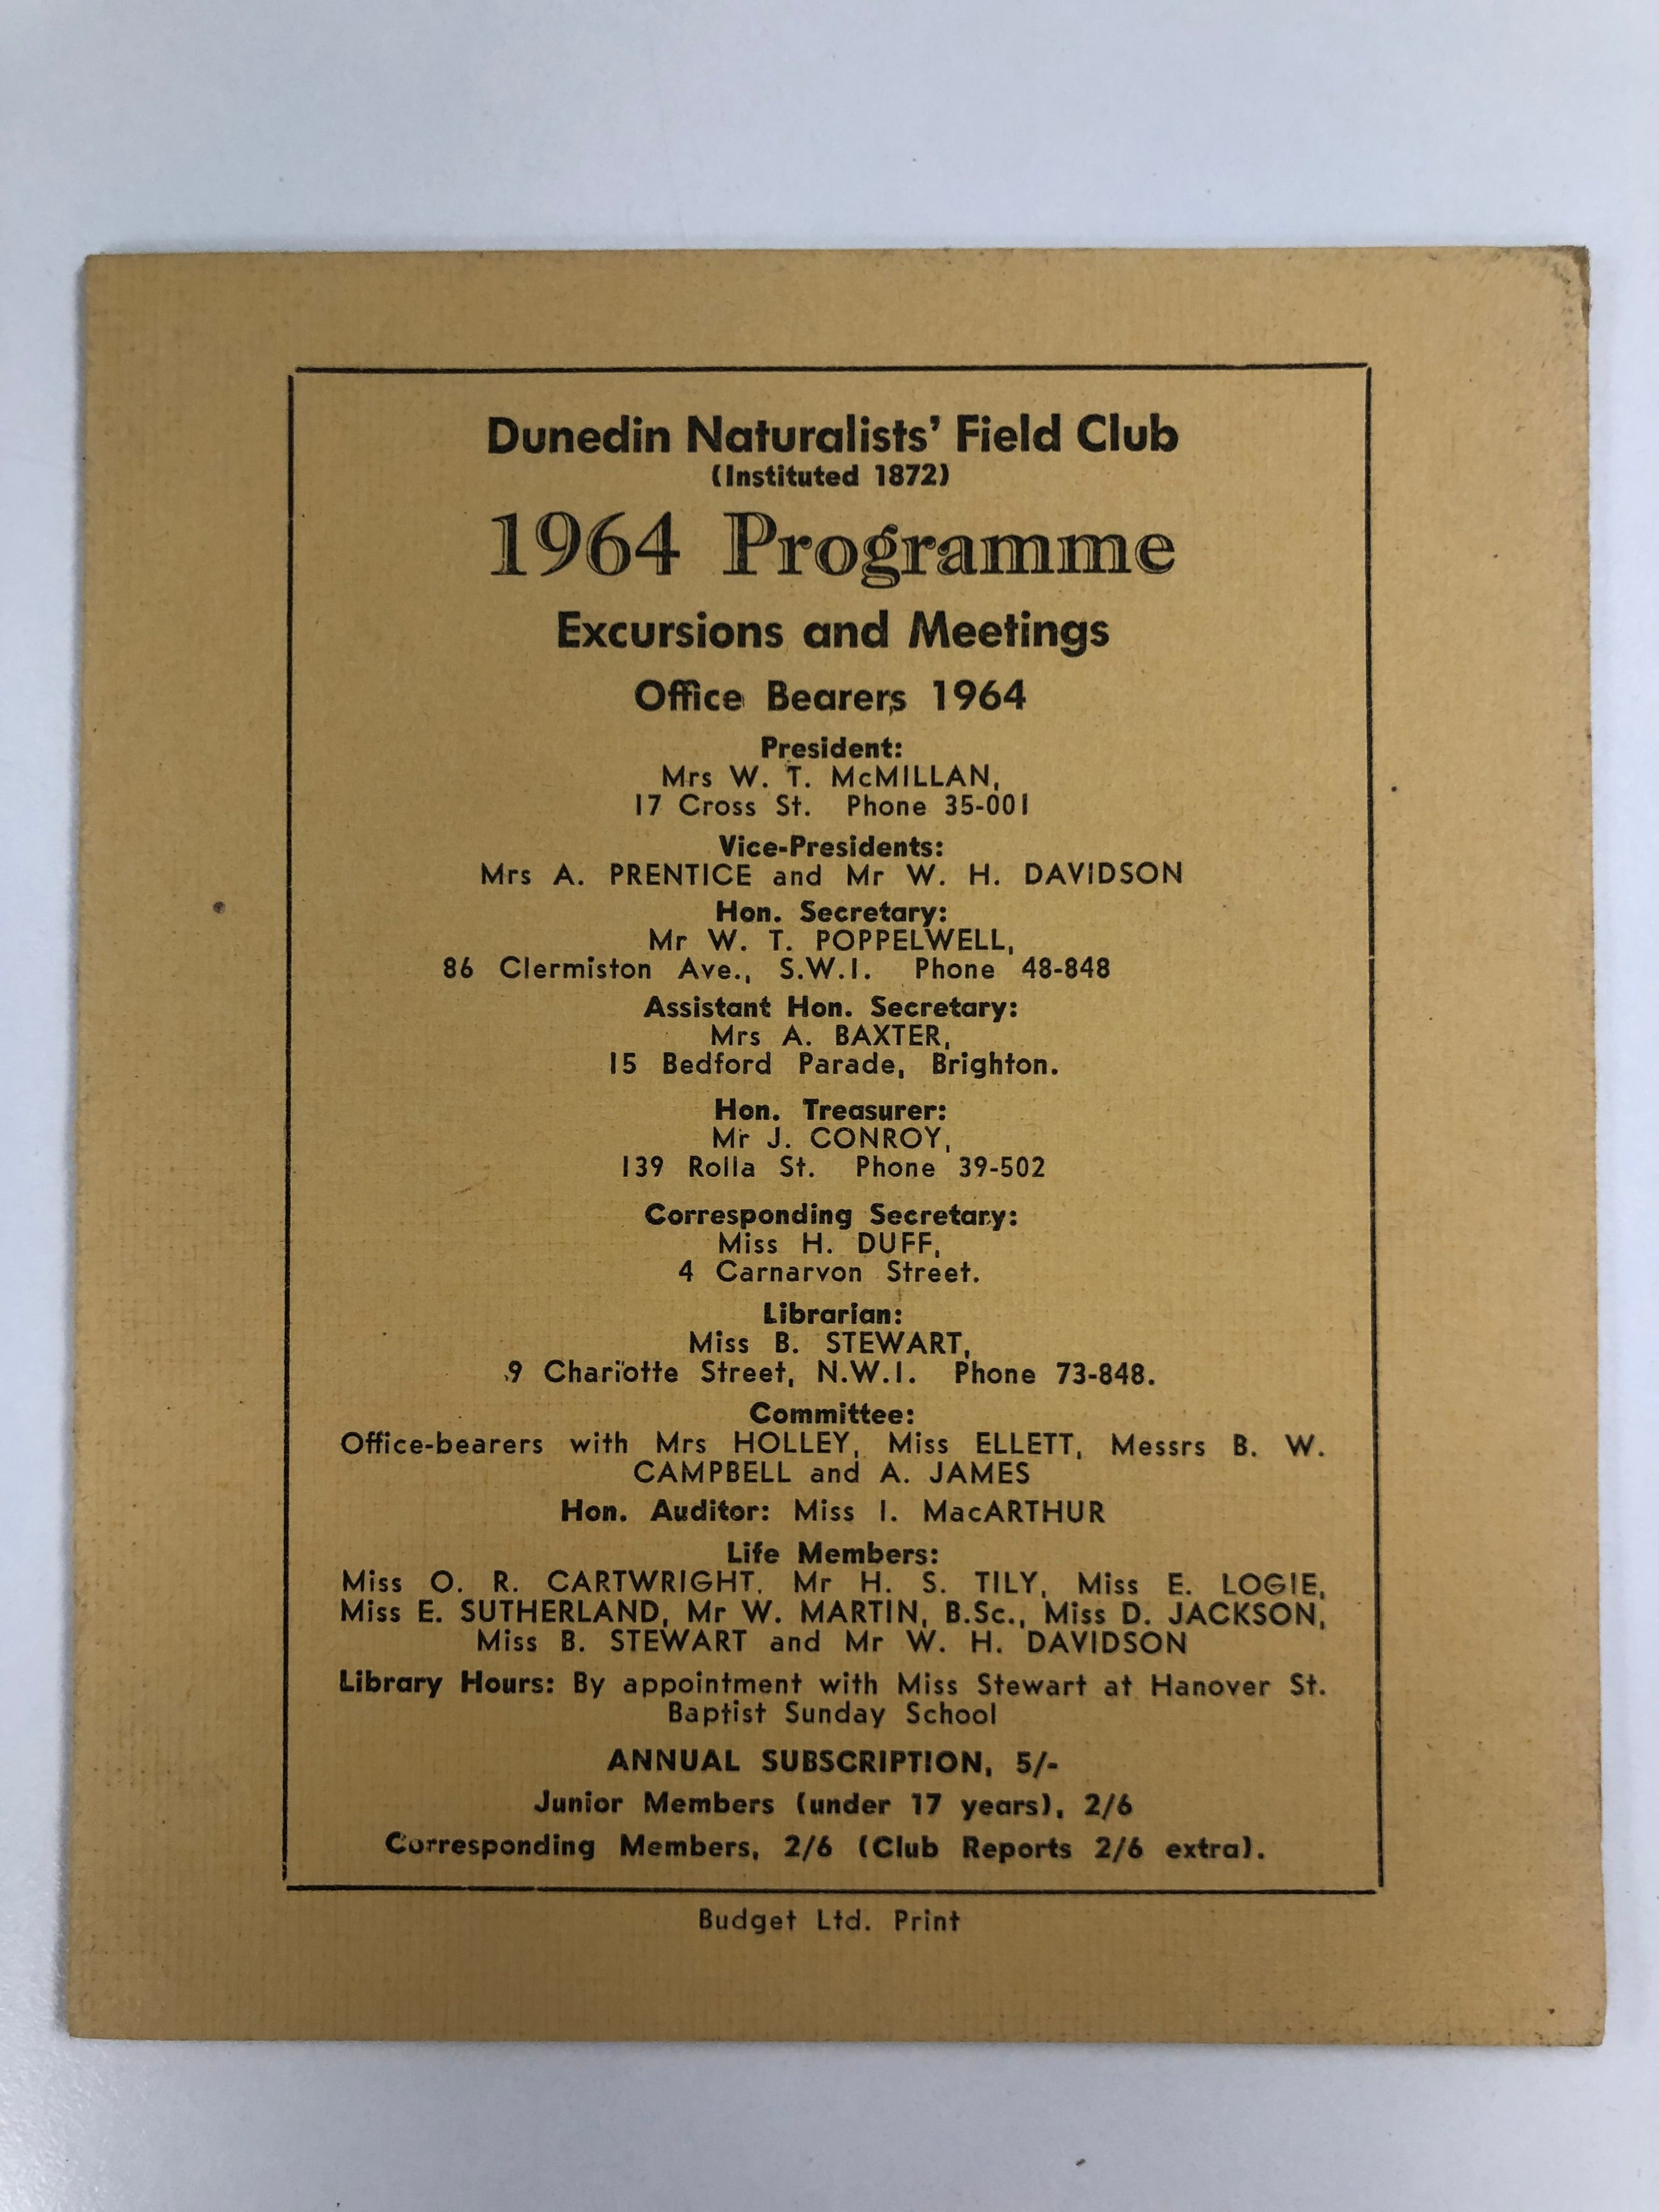 Dunedin Naturalists' Field Club
(Instituted 1872)
1964 Programme
Excursions and Meetings
Office Bearers 1964
President:
Mrs W. T. McMILLAN,
17 Cross St. Phone 35-001
Vice-Presidents:
Mrs A. PRENTICE and Mr W. H. DAVIDSON
Hon. Secretary:
Mr W. T. POPPELWELL,
86 Clermiston Ave., S.W.I. Phone 48-848
Assistant Hon. Secretary:
Mrs A. BAXTER,
15 Bedford Parade, Brighton.
Hon. Treasurer:
Mr J. CONROY,
139 Rolla St. Phone 39-502
Corresponding Secretary:
Miss H. DUFF,
4 Carnarvon Street.
Librarian:
Miss B. STEWART,
9 Charlotte Street, N.W.I. Phone 73-848.
Committee:
Office-bearers with Mrs HOLLEY, Miss ELLETT, Messrs B. W.
CAMPBELL and A. JAMES
Hon. Auditor: Miss I. MacARTHUR
Life Members:
Miss O. R. CARTWRIGHT. Mr H. S. TILY, Miss E. LOGIE,
Miss E. SUTHERLAND, Mr W. MARTIN, B.Sc., Miss D. JACKSON,
Miss B. STEWART and Mr W. H. DAVIDSON
Library Hours: By appointment with Miss Stewart at Hanover St.
Baptist Sunday School
ANNUAL SUBSCRIPTION, 5/-
Junior Members (under 17 years), 2/6
Corresponding Members, 2/6 (Club Reports 2/6 extra).
Budget Ltd. Print